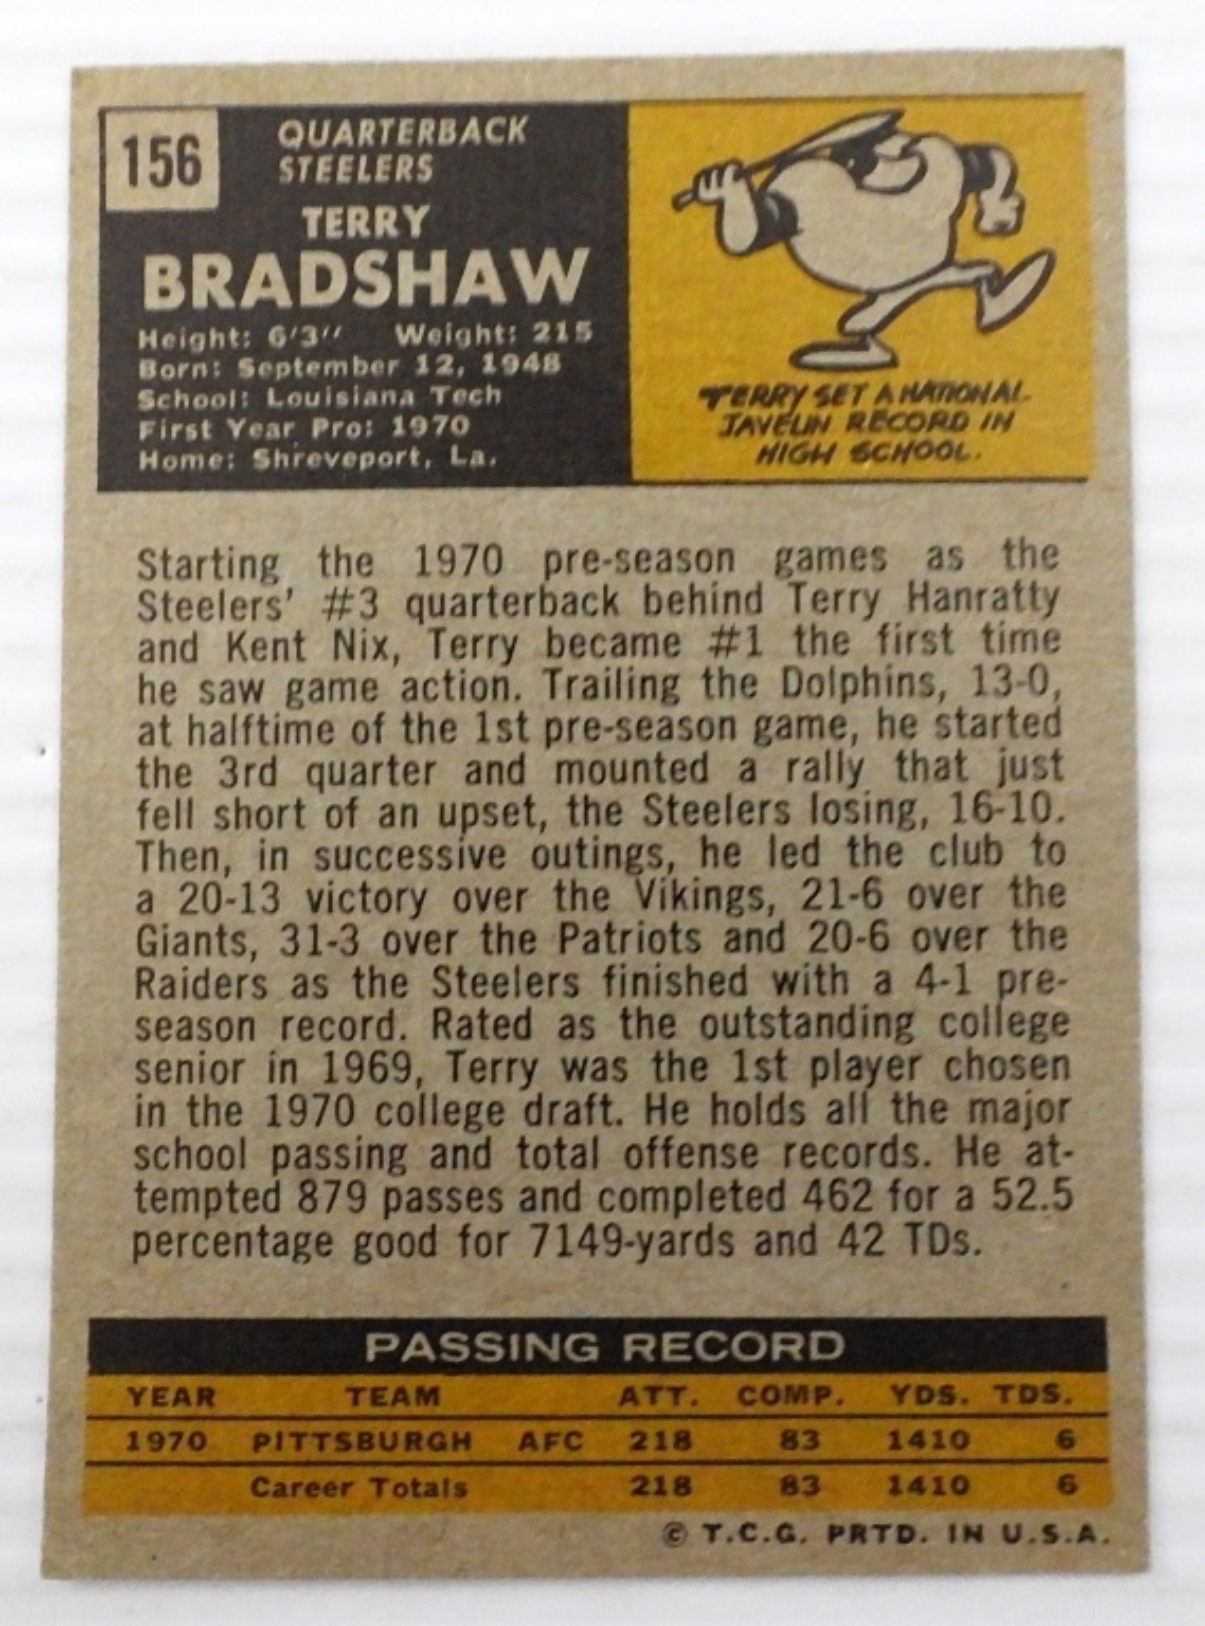 156
QUARTERBACK
STEELERS
TERRY
BRADSHAW
Height: 6'3" Weight: 215
Born: September 12, 1948
School: Louisiana Tech
First Year Pro: 1970
Home: Shreveport, La.
TERRY SET A NATIONAL
JAVELIN RECORD IN
HIGH SCHOOL.
Starting the 1970 pre-season games as the
Steelers' #3 quarterback behind Terry Hanratty
and Kent Nix, Terry became #1 the first time
he saw game action. Trailing the Dolphins, 13-0,
at halftime of the 1st pre-season game, he started
the 3rd quarter and mounted a rally that just
fell short of an upset, the Steelers losing, 16-10.
Then, in successive outings, he led the club to
a 20-13 victory over the Vikings, 21-6 over the
Giants, 31-3 over the Patriots and 20-6 over the
Raiders as the Steelers finished with a 4-1 pre-
season record. Rated as the outstanding college
senior in 1969, Terry was the 1st player chosen
in the 1970 college draft. He holds all the major
school passing and total offense records. He at-
tempted 879 passes and completed 462 for a 52.5
percentage good for 7149-yards and 42 TDs.
PASSING RECORD
YEAR TEAM ATT. COMP. YDS. TDS.
1970 PITTSBURGH AFC 218 83 1410 6
Career Totals 218 83 1410 6
© T.C.G. PRTD. IN U.S.A.